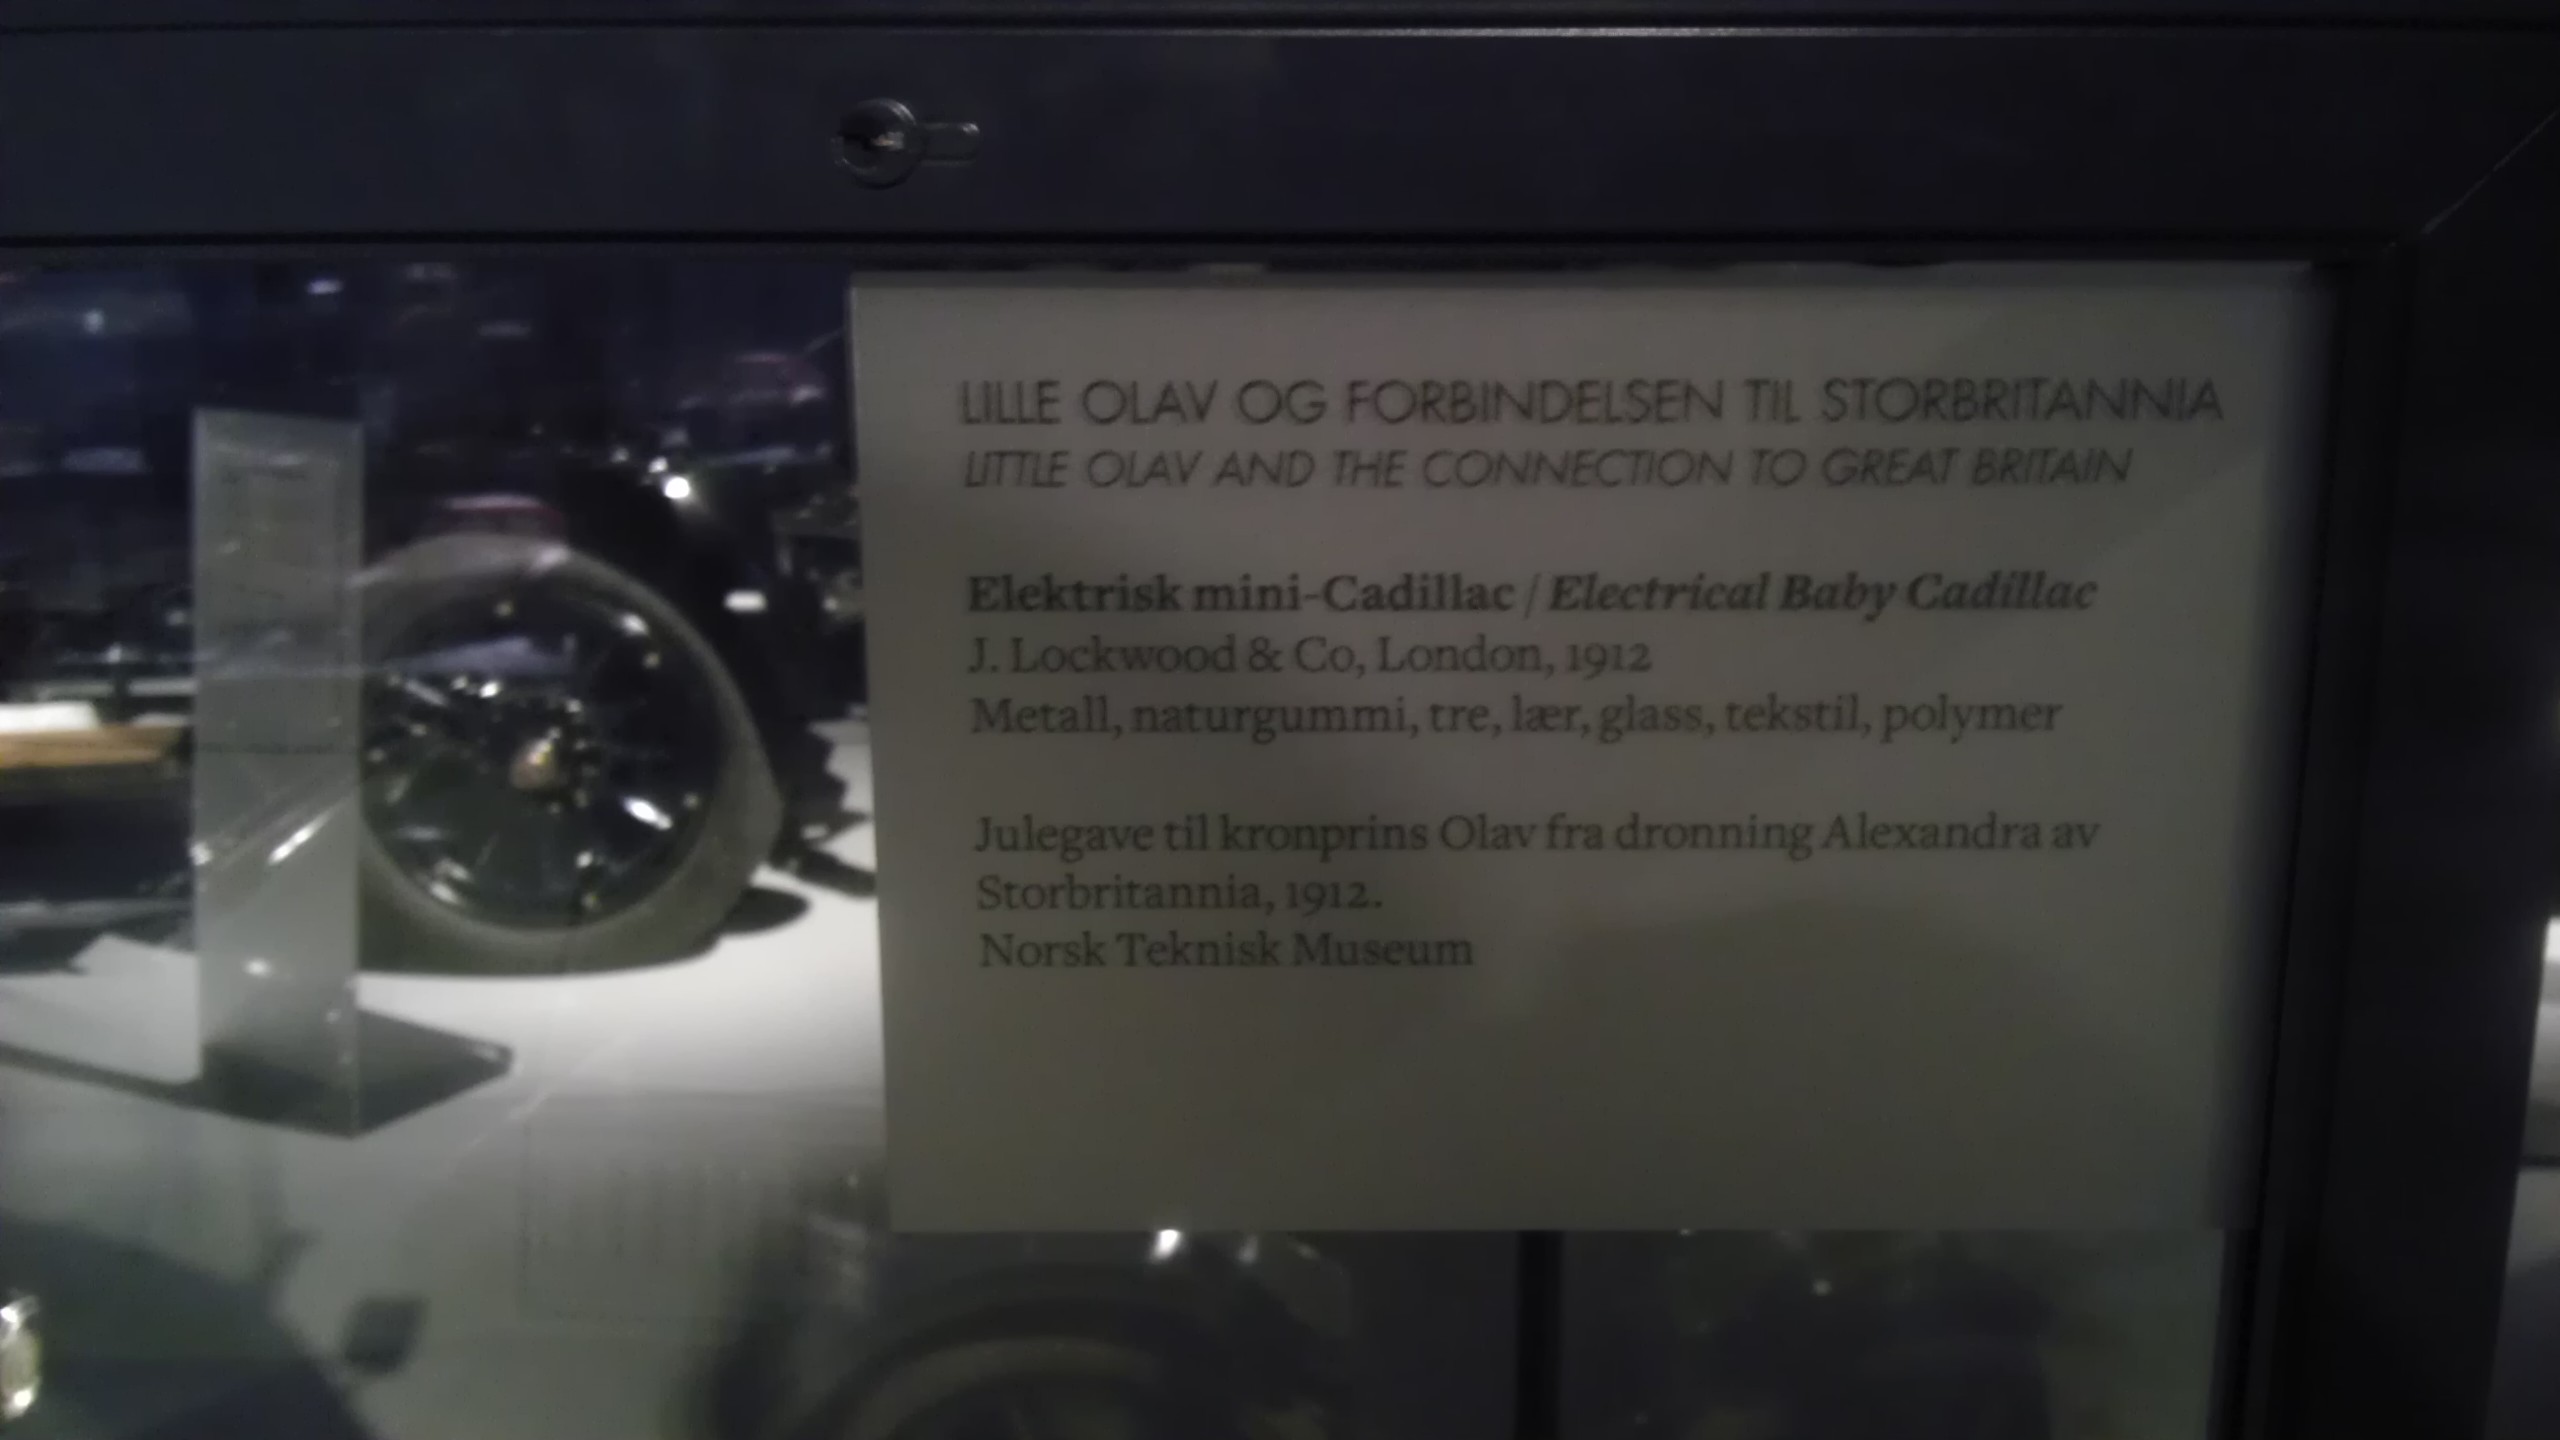 LILLE OLAV OG FORBINDELSEN TIL STORBRITANNIA
LITTLE OLAV AND THE CONNECTION TO GREAT BRITAIN
Elektrisk mini-Cadillac / Electrical Baby Cadillac
J. Lockwood & Co, London, 1912
Metall, naturgummi, tre, lær, glass, tekstil, polymer
Julegave til kronprins Olav fra dronning Alexandra av
Storbritannia, 1912.
Norsk Teknisk Museum